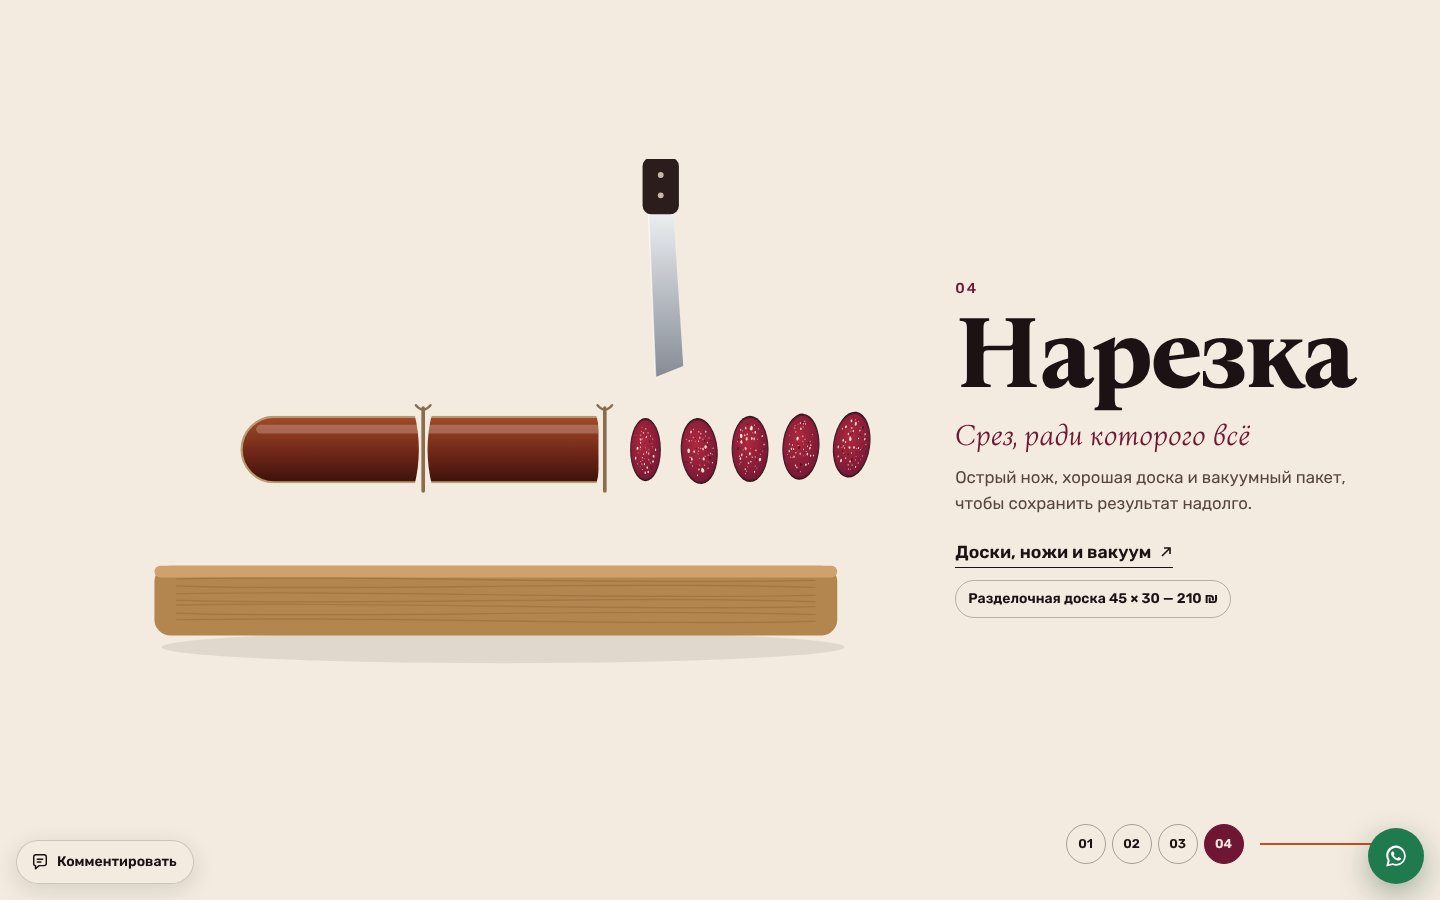 04
Нарезка
Срез, ради которого всё
Острый нож, хорошая доска и вакуумный пакет,
чтобы сохранить результат надолго.
Доски, ножи и вакуум ↗
Разделочная доска 45 × 30 — 210 ₪
01 02 03 04
Комментировать